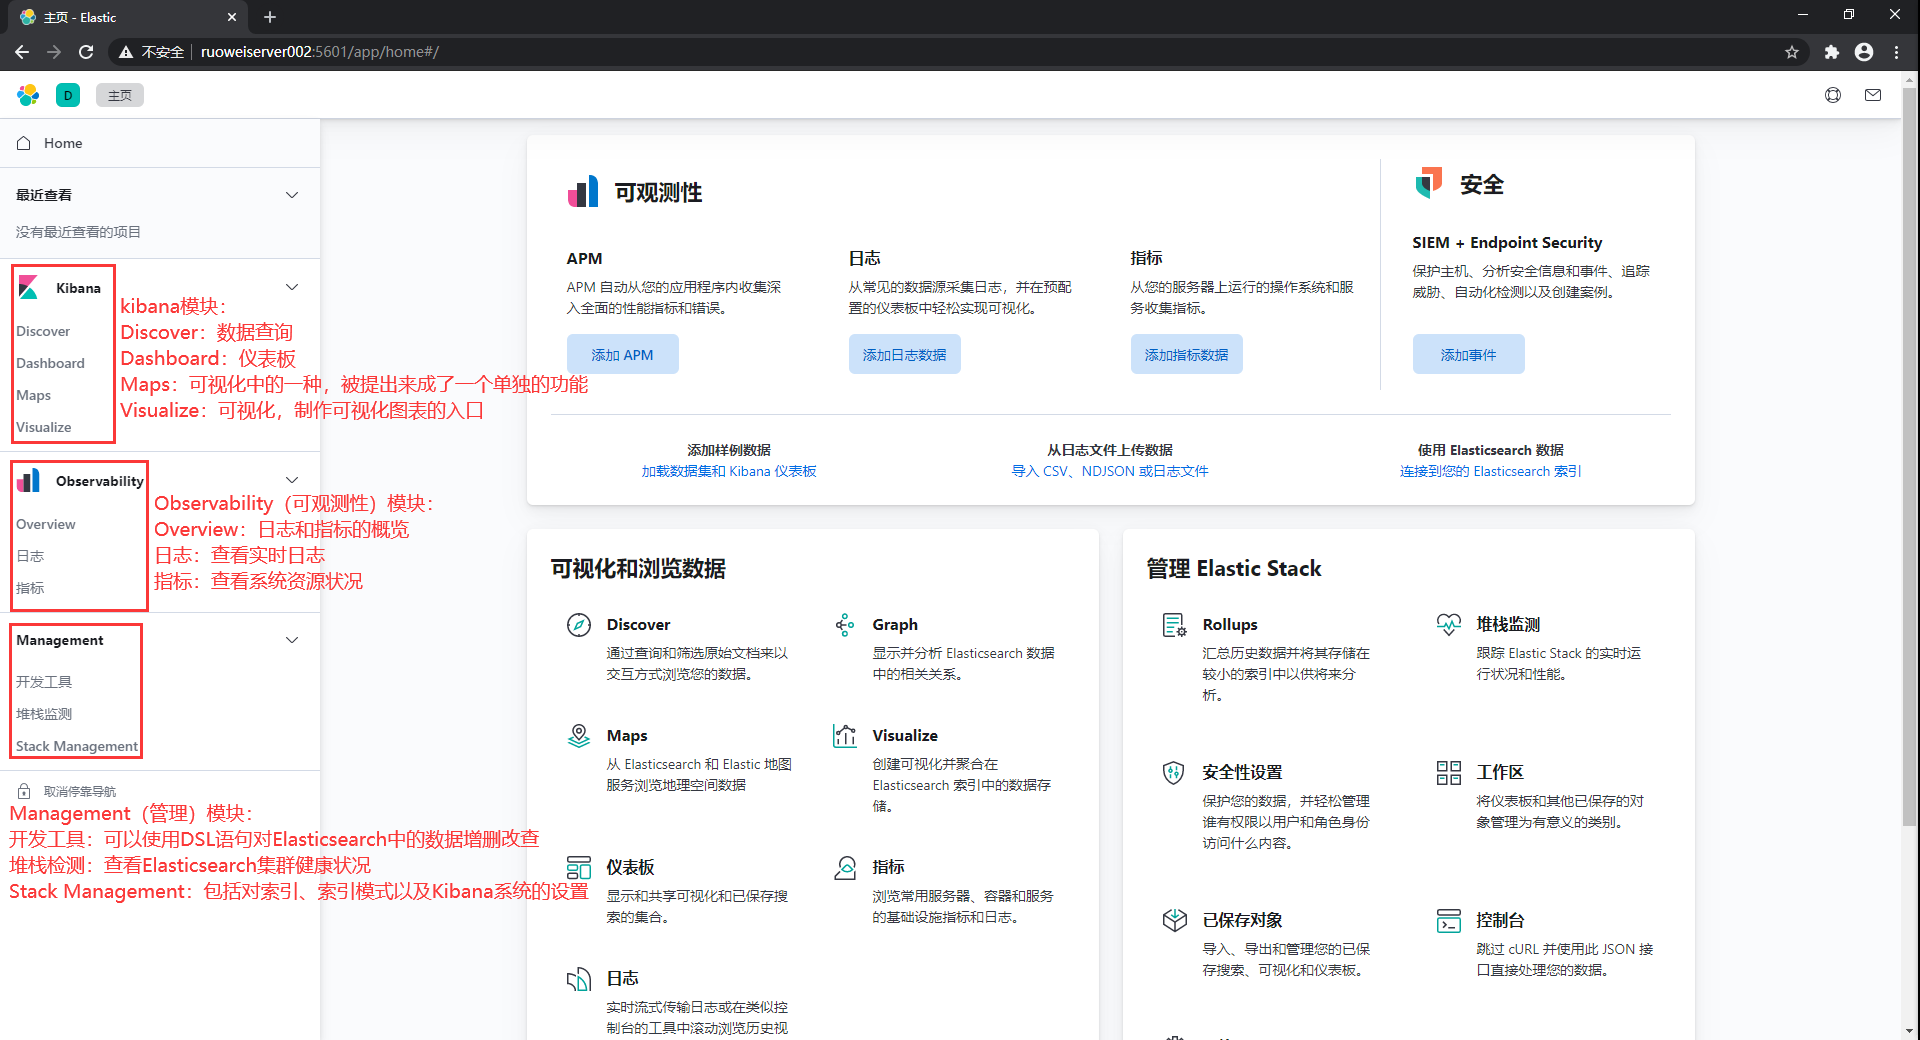 主页 - Elastic
不安全
ruoweiserver002:5601/app/home#/
D
主页
Home
最近查看
没有最近查看的项目
Kibana
Discover
Dashboard
Maps
Visualize
kibana模块：
Discover：数据查询
Dashboard：仪表板
Maps：可视化中的一种，被提出来成了一个单独的功能
Visualize：可视化，制作可视化图表的入口
Observability
Overview
日志
指标
Observability（可观测性）模块：
Overview：日志和指标的概览
日志：查看实时日志
指标：查看系统资源状况
Management
开发工具
堆栈监测
Stack Management
取消停靠导航
Management（管理）模块：
开发工具：可以使用DSL语句对Elasticsearch中的数据增删改查
堆栈检测：查看Elasticsearch集群健康状况
Stack Management：包括对索引、索引模式以及Kibana系统的设置
可观测性
APM
APM 自动从您的应用程序内收集深
入全面的性能指标和错误。
添加 APM
日志
从常见的数据源采集日志，并在预配
置的仪表板中轻松实现可视化。
添加日志数据
指标
从您的服务器上运行的操作系统和服
务收集指标。
添加指标数据
安全
SIEM + Endpoint Security
保护主机、分析安全信息和事件、追踪
威胁、自动化检测以及创建案例。
添加事件
添加样例数据
加载数据集和 Kibana 仪表板
从日志文件上传数据
导入 CSV、NDJSON 或日志文件
使用 Elasticsearch 数据
连接到您的 Elasticsearch 索引
可视化和浏览数据
Discover
通过查询和筛选原始文档来以
交互方式浏览您的数据。
Graph
显示并分析 Elasticsearch 数据
中的相关关系。
Maps
从 Elasticsearch 和 Elastic 地图
服务浏览地理空间数据
Visualize
创建可视化并聚合在
Elasticsearch 索引中的数据存
储。
仪表板
显示和共享可视化和已保存搜
索的集合。
指标
浏览常用服务器、容器和服务
的基础设施指标和日志。
日志
实时流式传输日志或在类似控
制台的工具中滚动浏览历史视
管理 Elastic Stack
Rollups
汇总历史数据并将其存储在
较小的索引中以供将来分
析。
堆栈监测
跟踪 Elastic Stack 的实时运
行状况和性能。
安全性设置
保护您的数据，并轻松管理
谁有权限以用户和角色身份
访问什么内容。
工作区
将仪表板和其他已保存的对
象管理为有意义的类别。
已保存对象
导入、导出和管理您的已保
存搜索、可视化和仪表板。
控制台
跳过 cURL 并使用此 JSON 接
口直接处理您的数据。